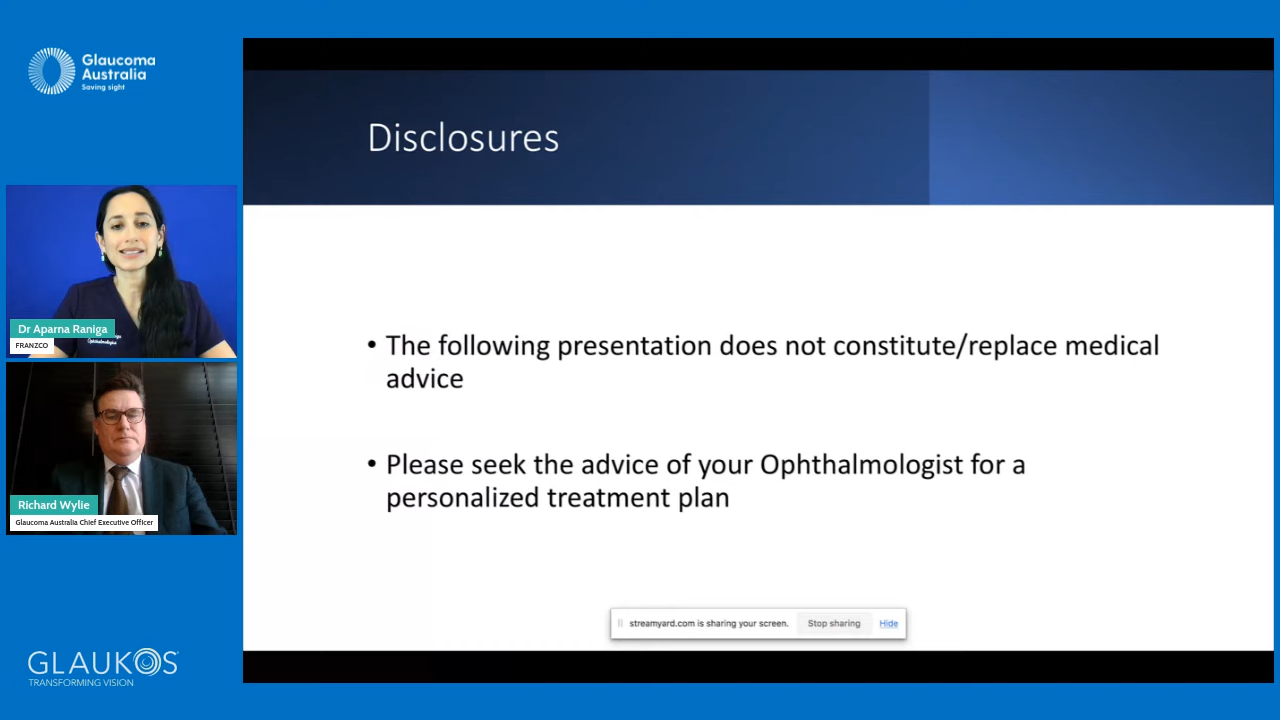 Glaucoma
Australia
Saving sight
Disclosures
• The following presentation does not constitute/replace medical
advice
• Please seek the advice of your Ophthalmologist for a
personalized treatment plan
Dr Aparna Raniga
FRANZCO
Ophthalmologist
Richard Wylie
Glaucoma Australia Chief Executive Officer
streamyard.com is sharing your screen.
Stop sharing
Hide
GLAUKOS
TRANSFORMING VISION